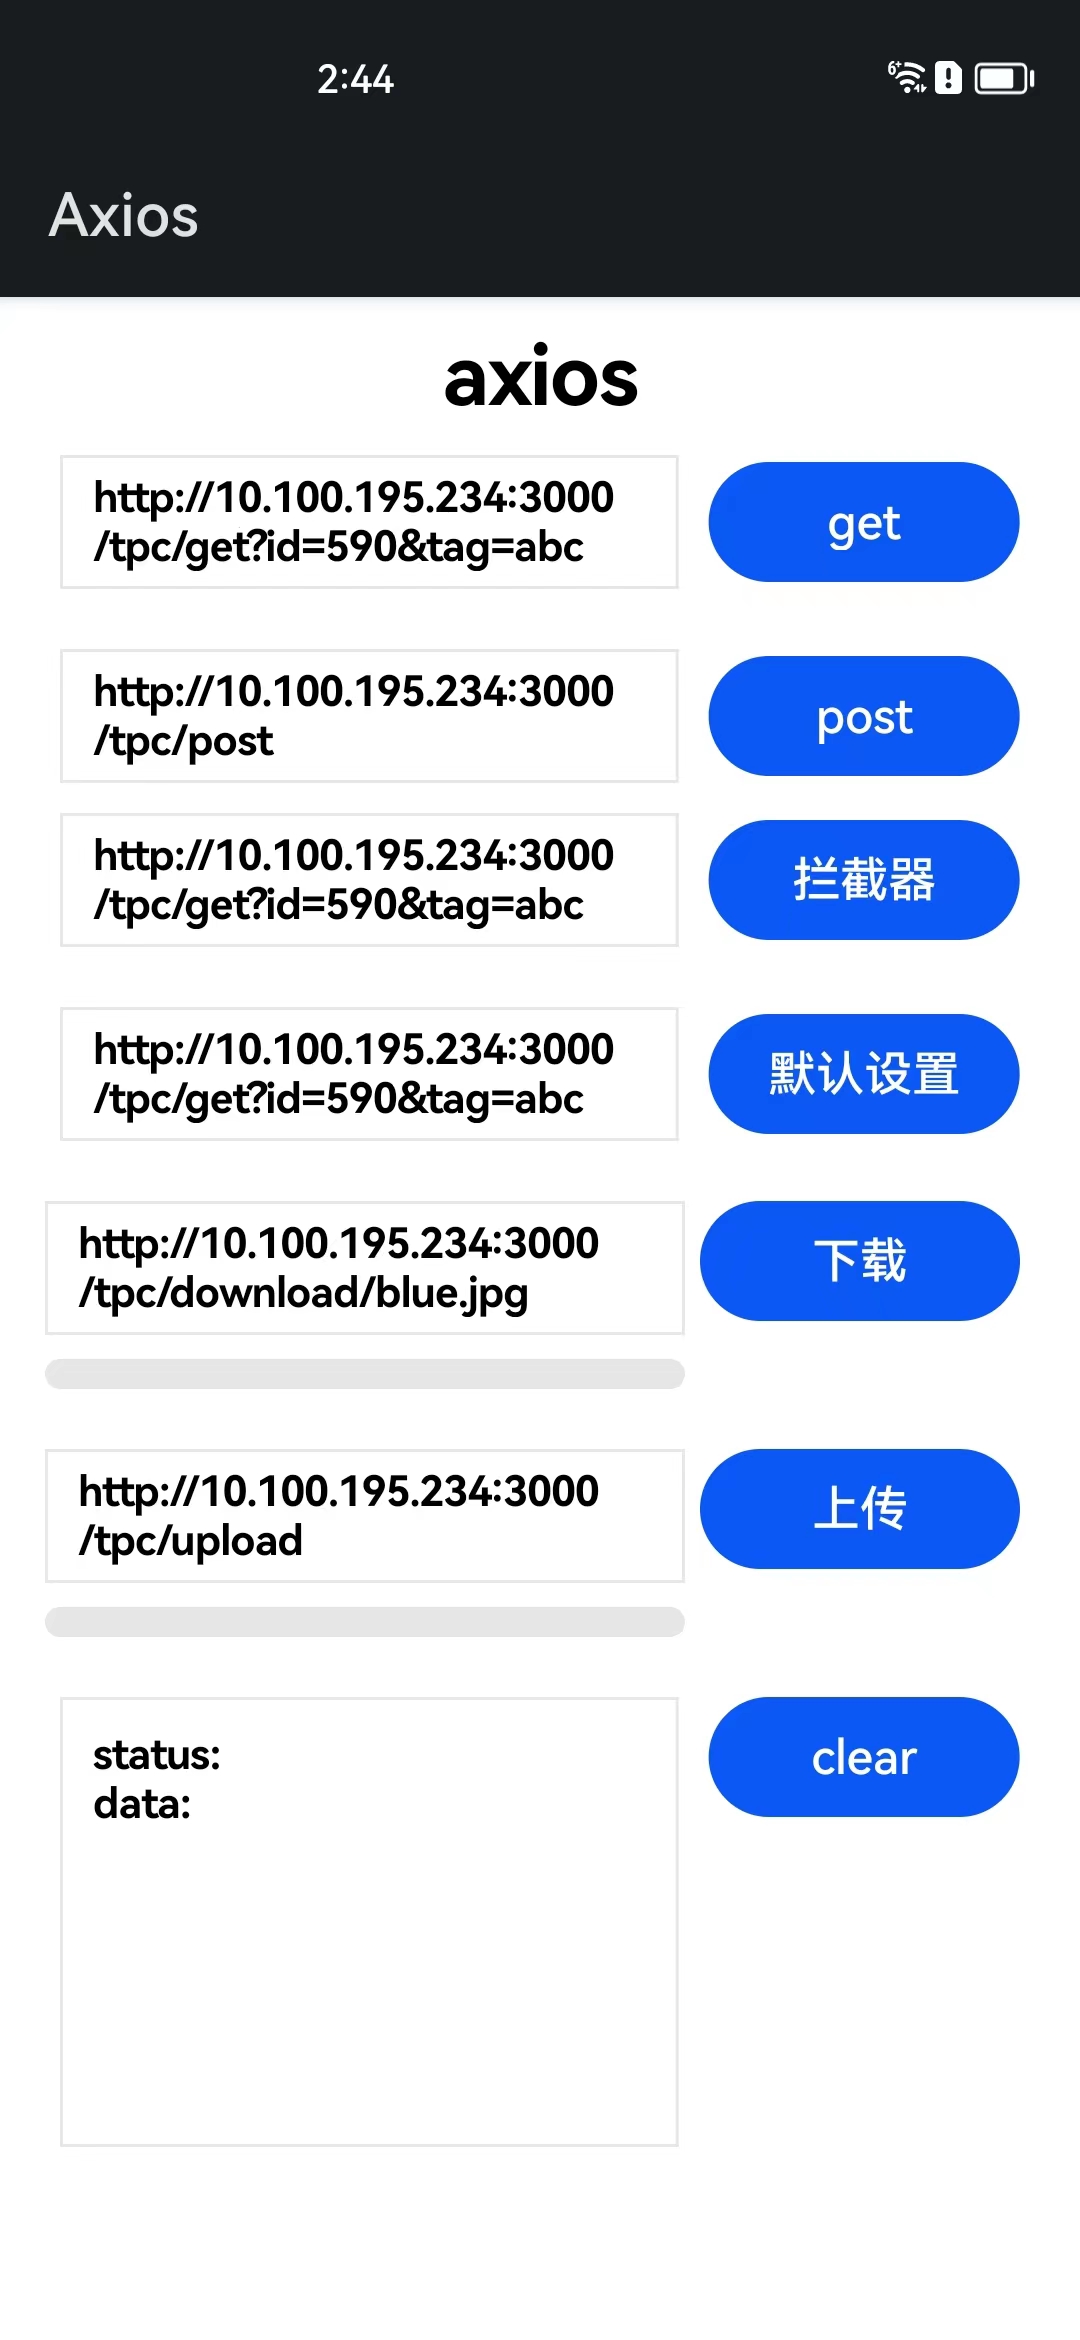 2:44
Axios
axios
http://10.100.195.234:3000
/tpc/get?id=590&tag=abc
get
http://10.100.195.234:3000
/tpc/post
post
http://10.100.195.234:3000
/tpc/get?id=590&tag=abc
拦截器
http://10.100.195.234:3000
/tpc/get?id=590&tag=abc
默认设置
http://10.100.195.234:3000
/tpc/download/blue.jpg
下载
http://10.100.195.234:3000
/tpc/upload
上传
status:
data:
clear